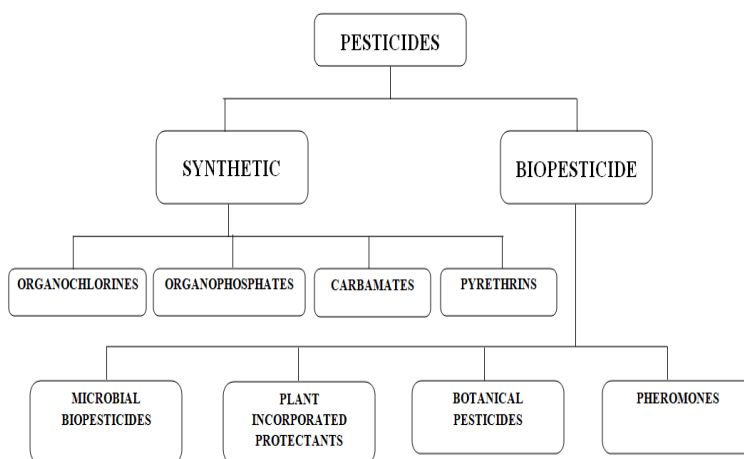 PESTICIDES
SYNTHETIC
BIOPESTICIDE
ORGANOCHLORINES
ORGANOPHOSPHATES
CARBAMATES
PYRETHRINS
MICROBIAL
BIOPESTICIDES
PLANT
INCORPORATED
PROTECTANTS
BOTANICAL
PESTICIDES
PHEROMONES